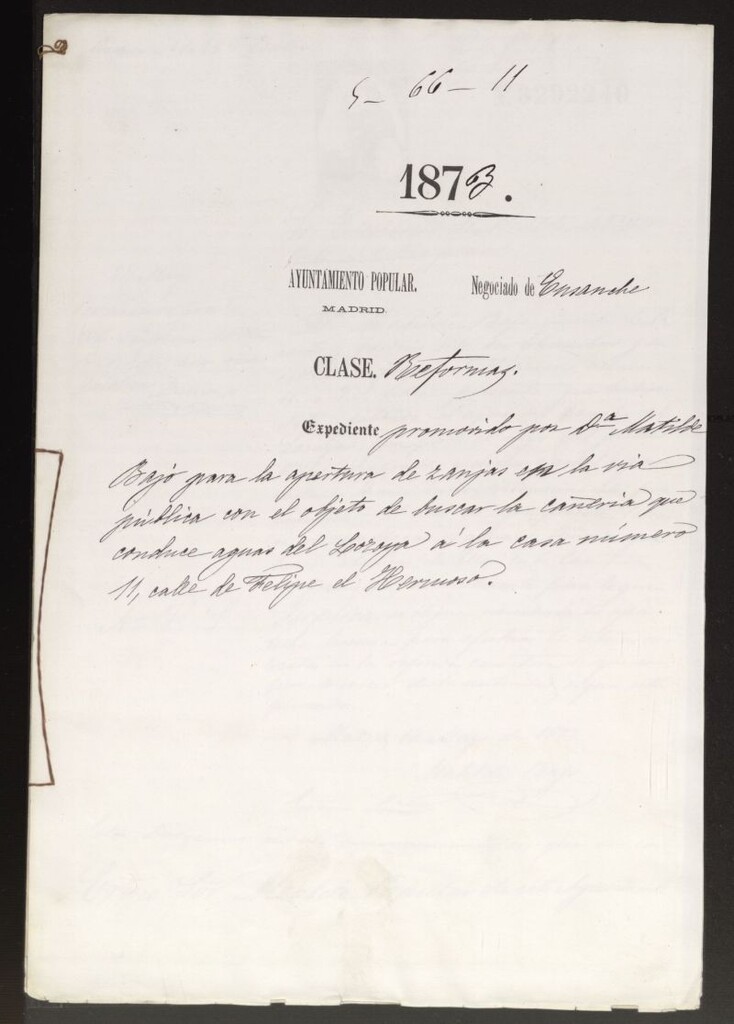 5-66-11
1873.
AYUNTAMIENTO POPULAR.
MADRID.
Negociado de Ensanche
CLASE. Reformas.
Expediente promovido por Dª Matilde
Bajó para la apertura de zanjas en la via
pública con el objeto de buscar la cañeria que
conduce aguas del Lozoya á la casa número
11, calle de Felipe el Hermoso.